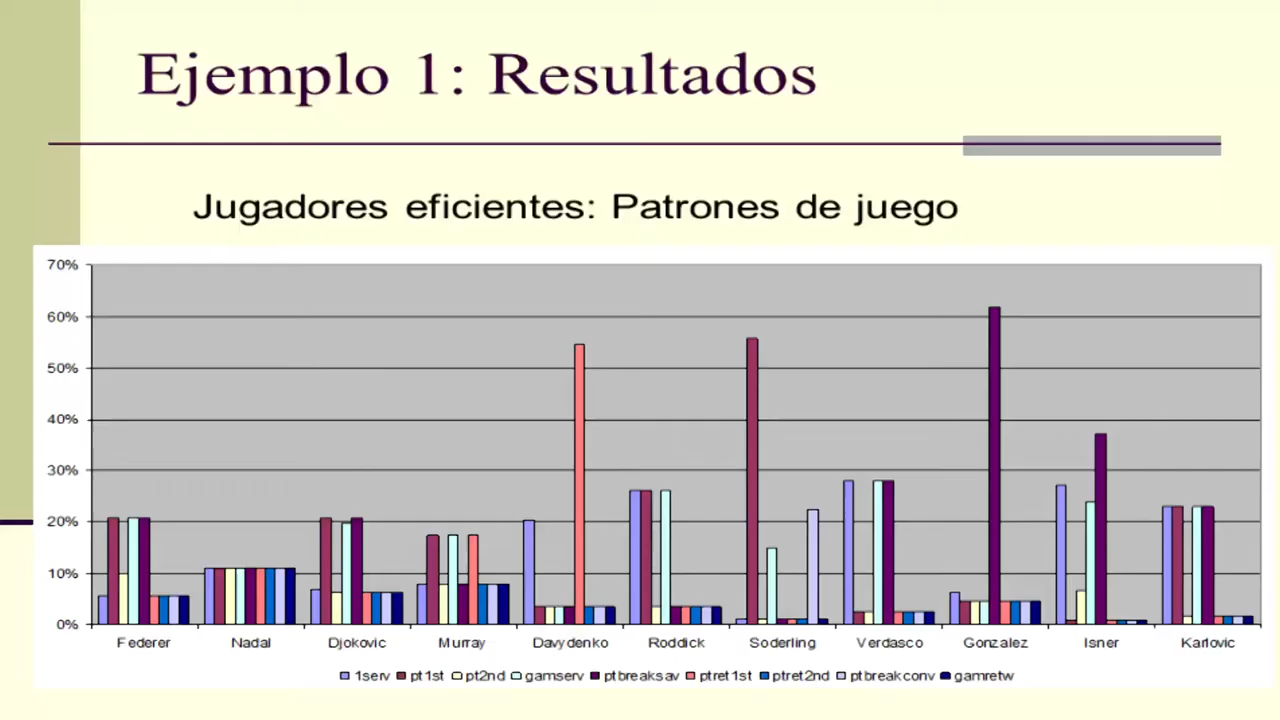 Ejemplo 1: Resultados
Jugadores eficientes: Patrones de juego
70%
60%
50%
40%
30%
20%
10%
0%
Federer Nadal Djokovic Murray Davydenko Roddick Soderling Verdasco Gonzalez Isner Karlovic
1serv pt1st pt2nd gamserv ptbreaksav ptret1st ptret2nd ptbreakconv gamretw